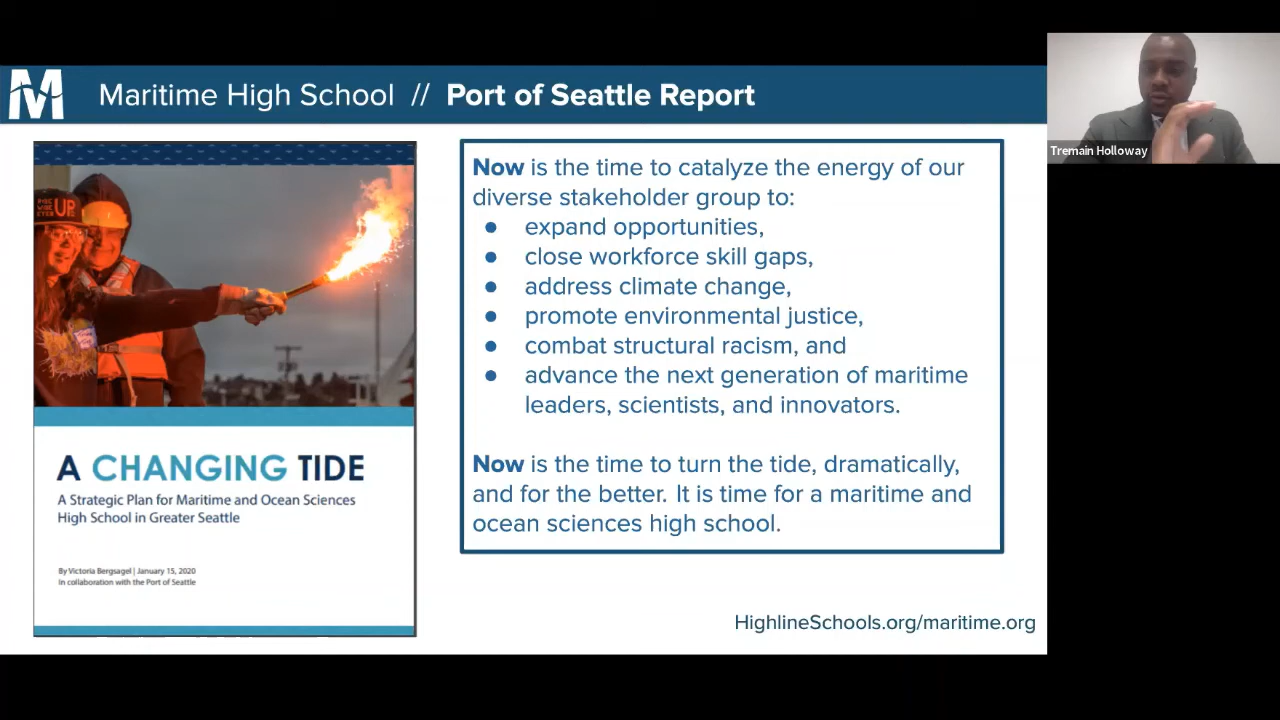 M
Maritime High School // Port of Seattle Report
Tremain Holloway
UP
A CHANGING TIDE
A Strategic Plan for Maritime and Ocean Sciences
High School in Greater Seattle
By Victoria Bergsagel | January 15, 2020
In collaboration with the Port of Seattle
Now is the time to catalyze the energy of our
diverse stakeholder group to:
● expand opportunities,
● close workforce skill gaps,
● address climate change,
● promote environmental justice,
● combat structural racism, and
● advance the next generation of maritime
leaders, scientists, and innovators.
Now is the time to turn the tide, dramatically,
and for the better. It is time for a maritime and
ocean sciences high school.
HighlineSchools.org/maritime.org